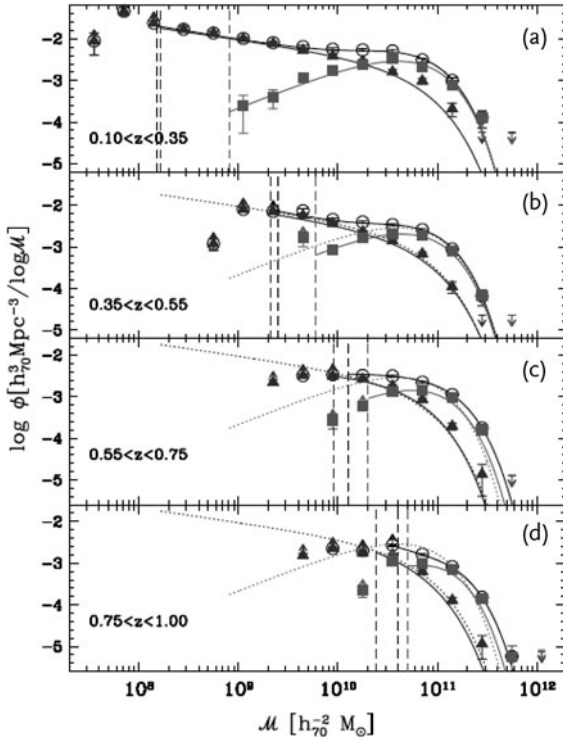 -2
-3
-4
-5
(a)
0.10<z<0.35
-2
-3
-4
-5
(b)
0.35<z<0.55
-2
-3
-4
-5
(c)
0.55<z<0.75
-2
-3
-4
-5
(d)
0.75<z<1.00
log ϕ[h³₇₀Mpc⁻³/logℳ]
10⁸ 10⁹ 10¹⁰ 10¹¹ 10¹²
ℳ [h⁻²₇₀ M☉]